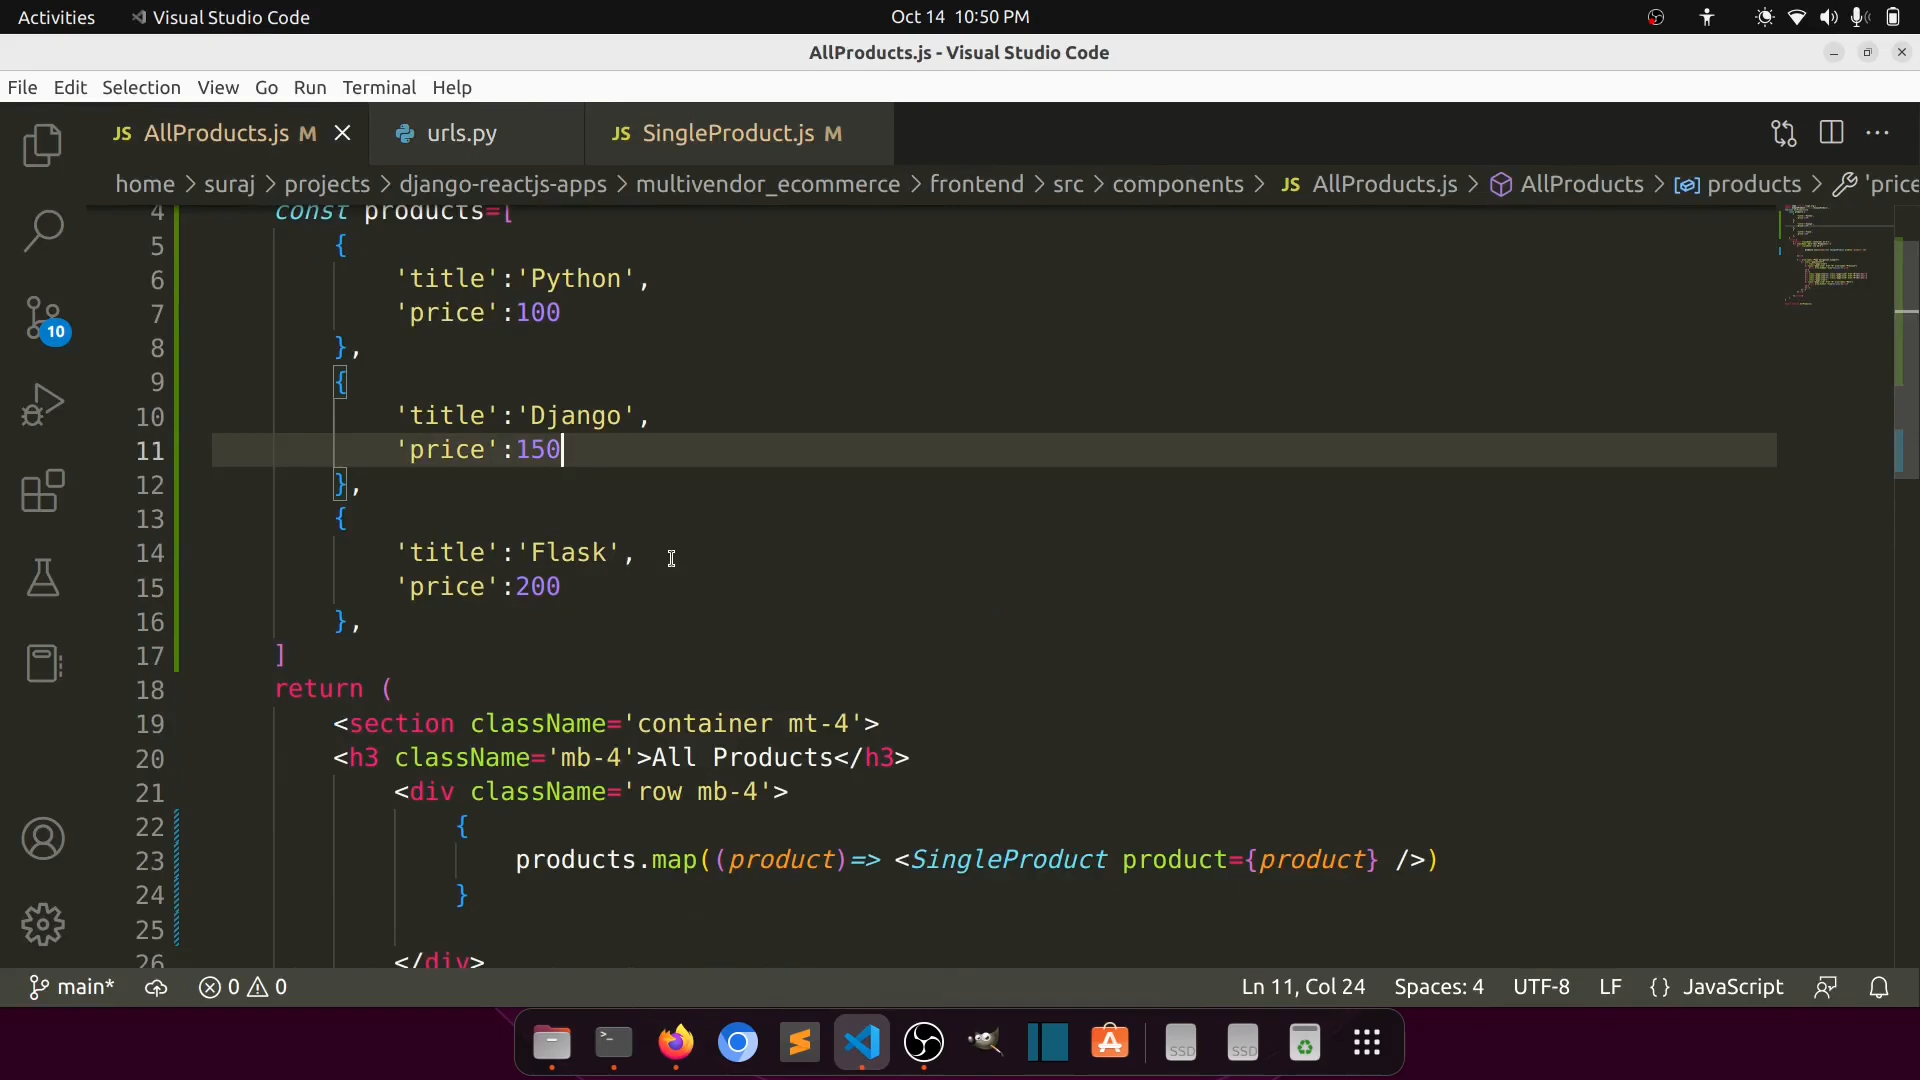 Activities Visual Studio Code Oct 14 10:50 PM
AllProducts.js - Visual Studio Code
File Edit Selection View Go Run Terminal Help
JS AllProducts.js M urls.py JS SingleProduct.js M
home > suraj > projects > django-reactjs-apps > multivendor_ecommerce > frontend > src > components > JS AllProducts.js > AllProducts > products > 'price
4 const products=[
5 {
6 'title':'Python',
7 'price':100
8 },
9 {
10 'title':'Django',
11 'price':150
12 },
13 {
14 'title':'Flask',
15 'price':200
16 },
17 ]
18 return (
19 <section className='container mt-4'>
20 <h3 className='mb-4'>All Products</h3>
21 <div className='row mb-4'>
22 {
23 products.map((product)=> <SingleProduct product={product} />)
24 }
25
26 </div>
10
main* 0 0 Ln 11, Col 24 Spaces: 4 UTF-8 LF {} JavaScript
SSD SSD